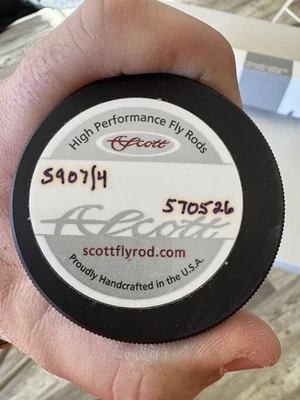 High Performance Fly Rods
Scott
S907/4
570526
Scott
scottflyrod.com
Proudly Handcrafted in the U.S.A.